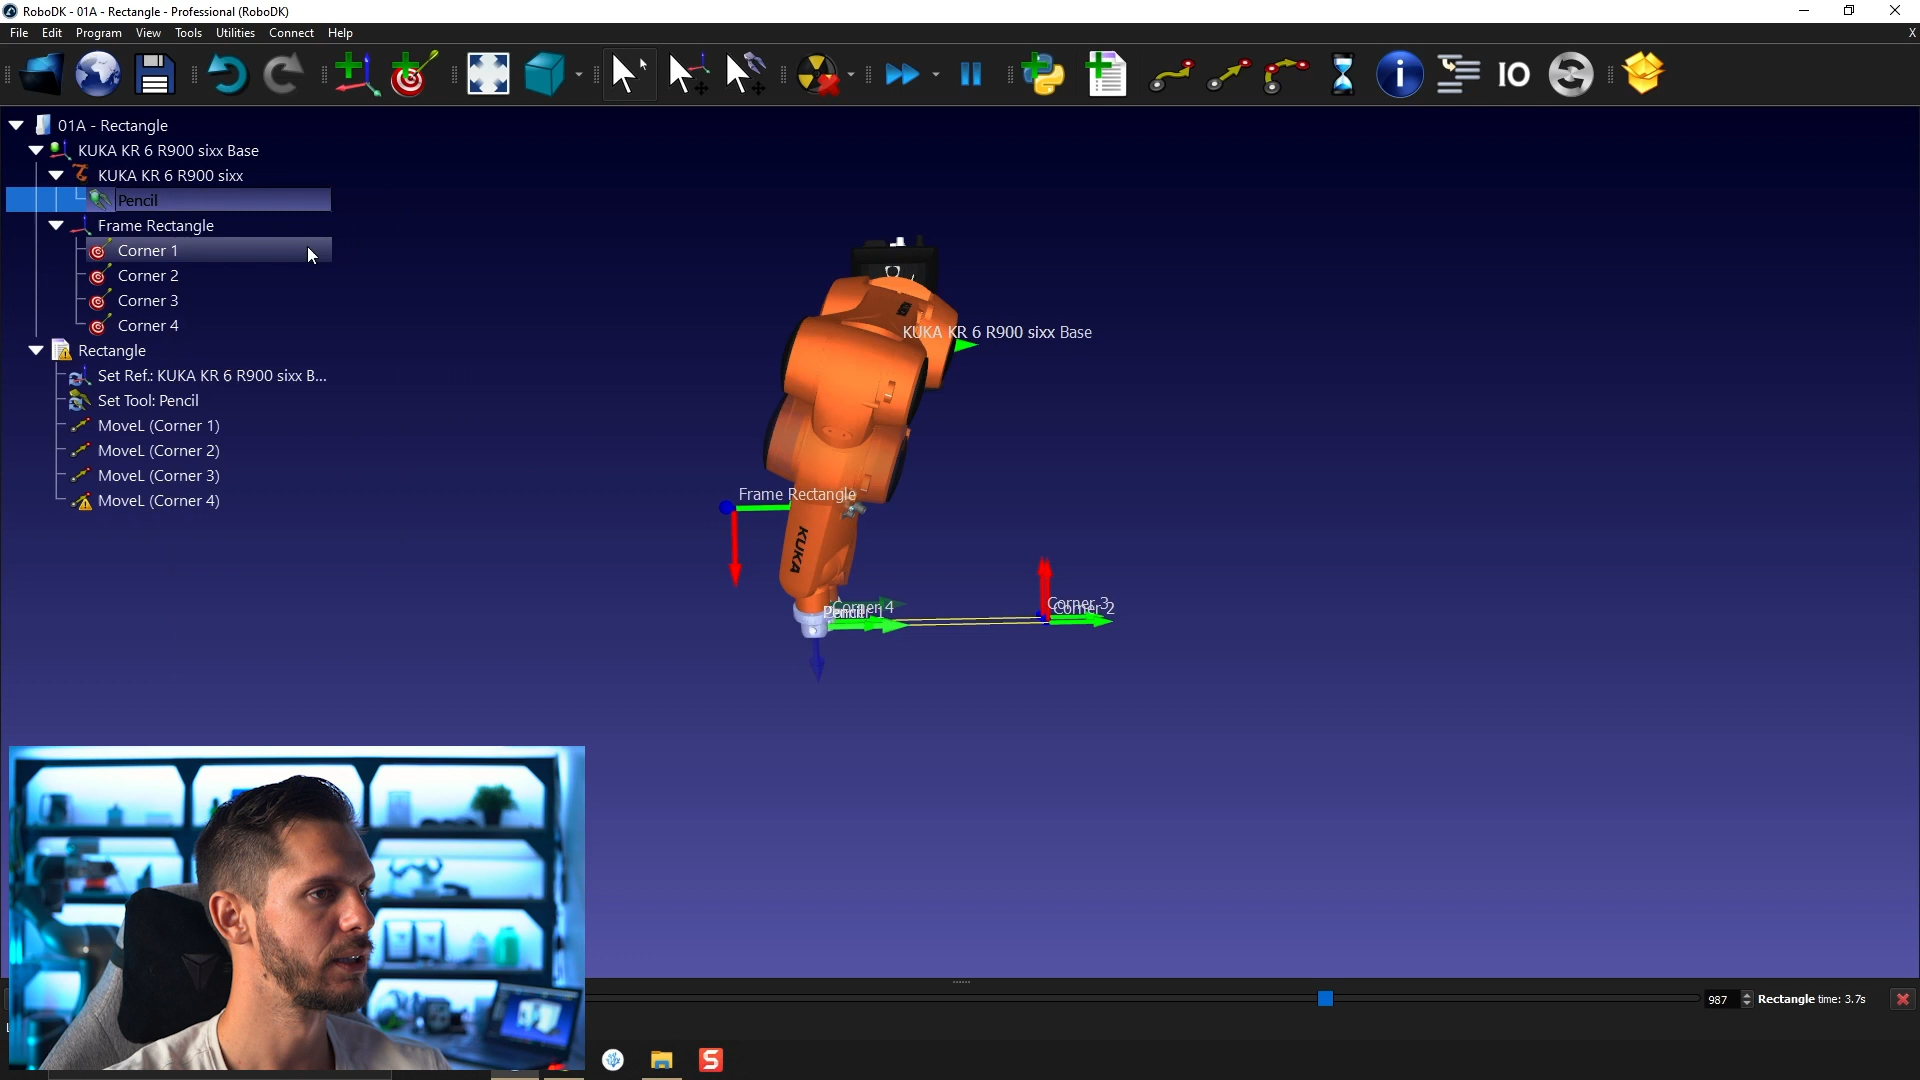 RoboDK - 01A - Rectangle - Professional (RoboDK)
File Edit Program View Tools Utilities Connect Help
X
IO
01A - Rectangle
KUKA KR 6 R900 sixx Base
KUKA KR 6 R900 sixx
Pencil
Frame Rectangle
Corner 1
Corner 2
Corner 3
Corner 4
Rectangle
Set Ref.: KUKA KR 6 R900 sixx B...
Set Tool: Pencil
MoveL (Corner 1)
MoveL (Corner 2)
MoveL (Corner 3)
MoveL (Corner 4)
KUKA KR 6 R900 sixx Base
Frame Rectangle
KUKA
Corner 4
Corner 3
Corner 2
987 Rectangle time: 3.7s